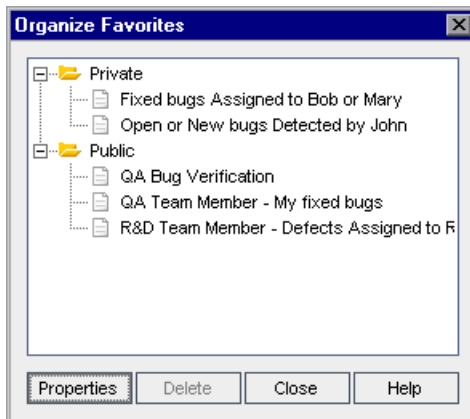 Organize Favorites
Private
Fixed bugs Assigned to Bob or Mary
Open or New bugs Detected by John
Public
QA Bug Verification
QA Team Member - My fixed bugs
R&D Team Member - Defects Assigned to R
Properties Delete Close Help